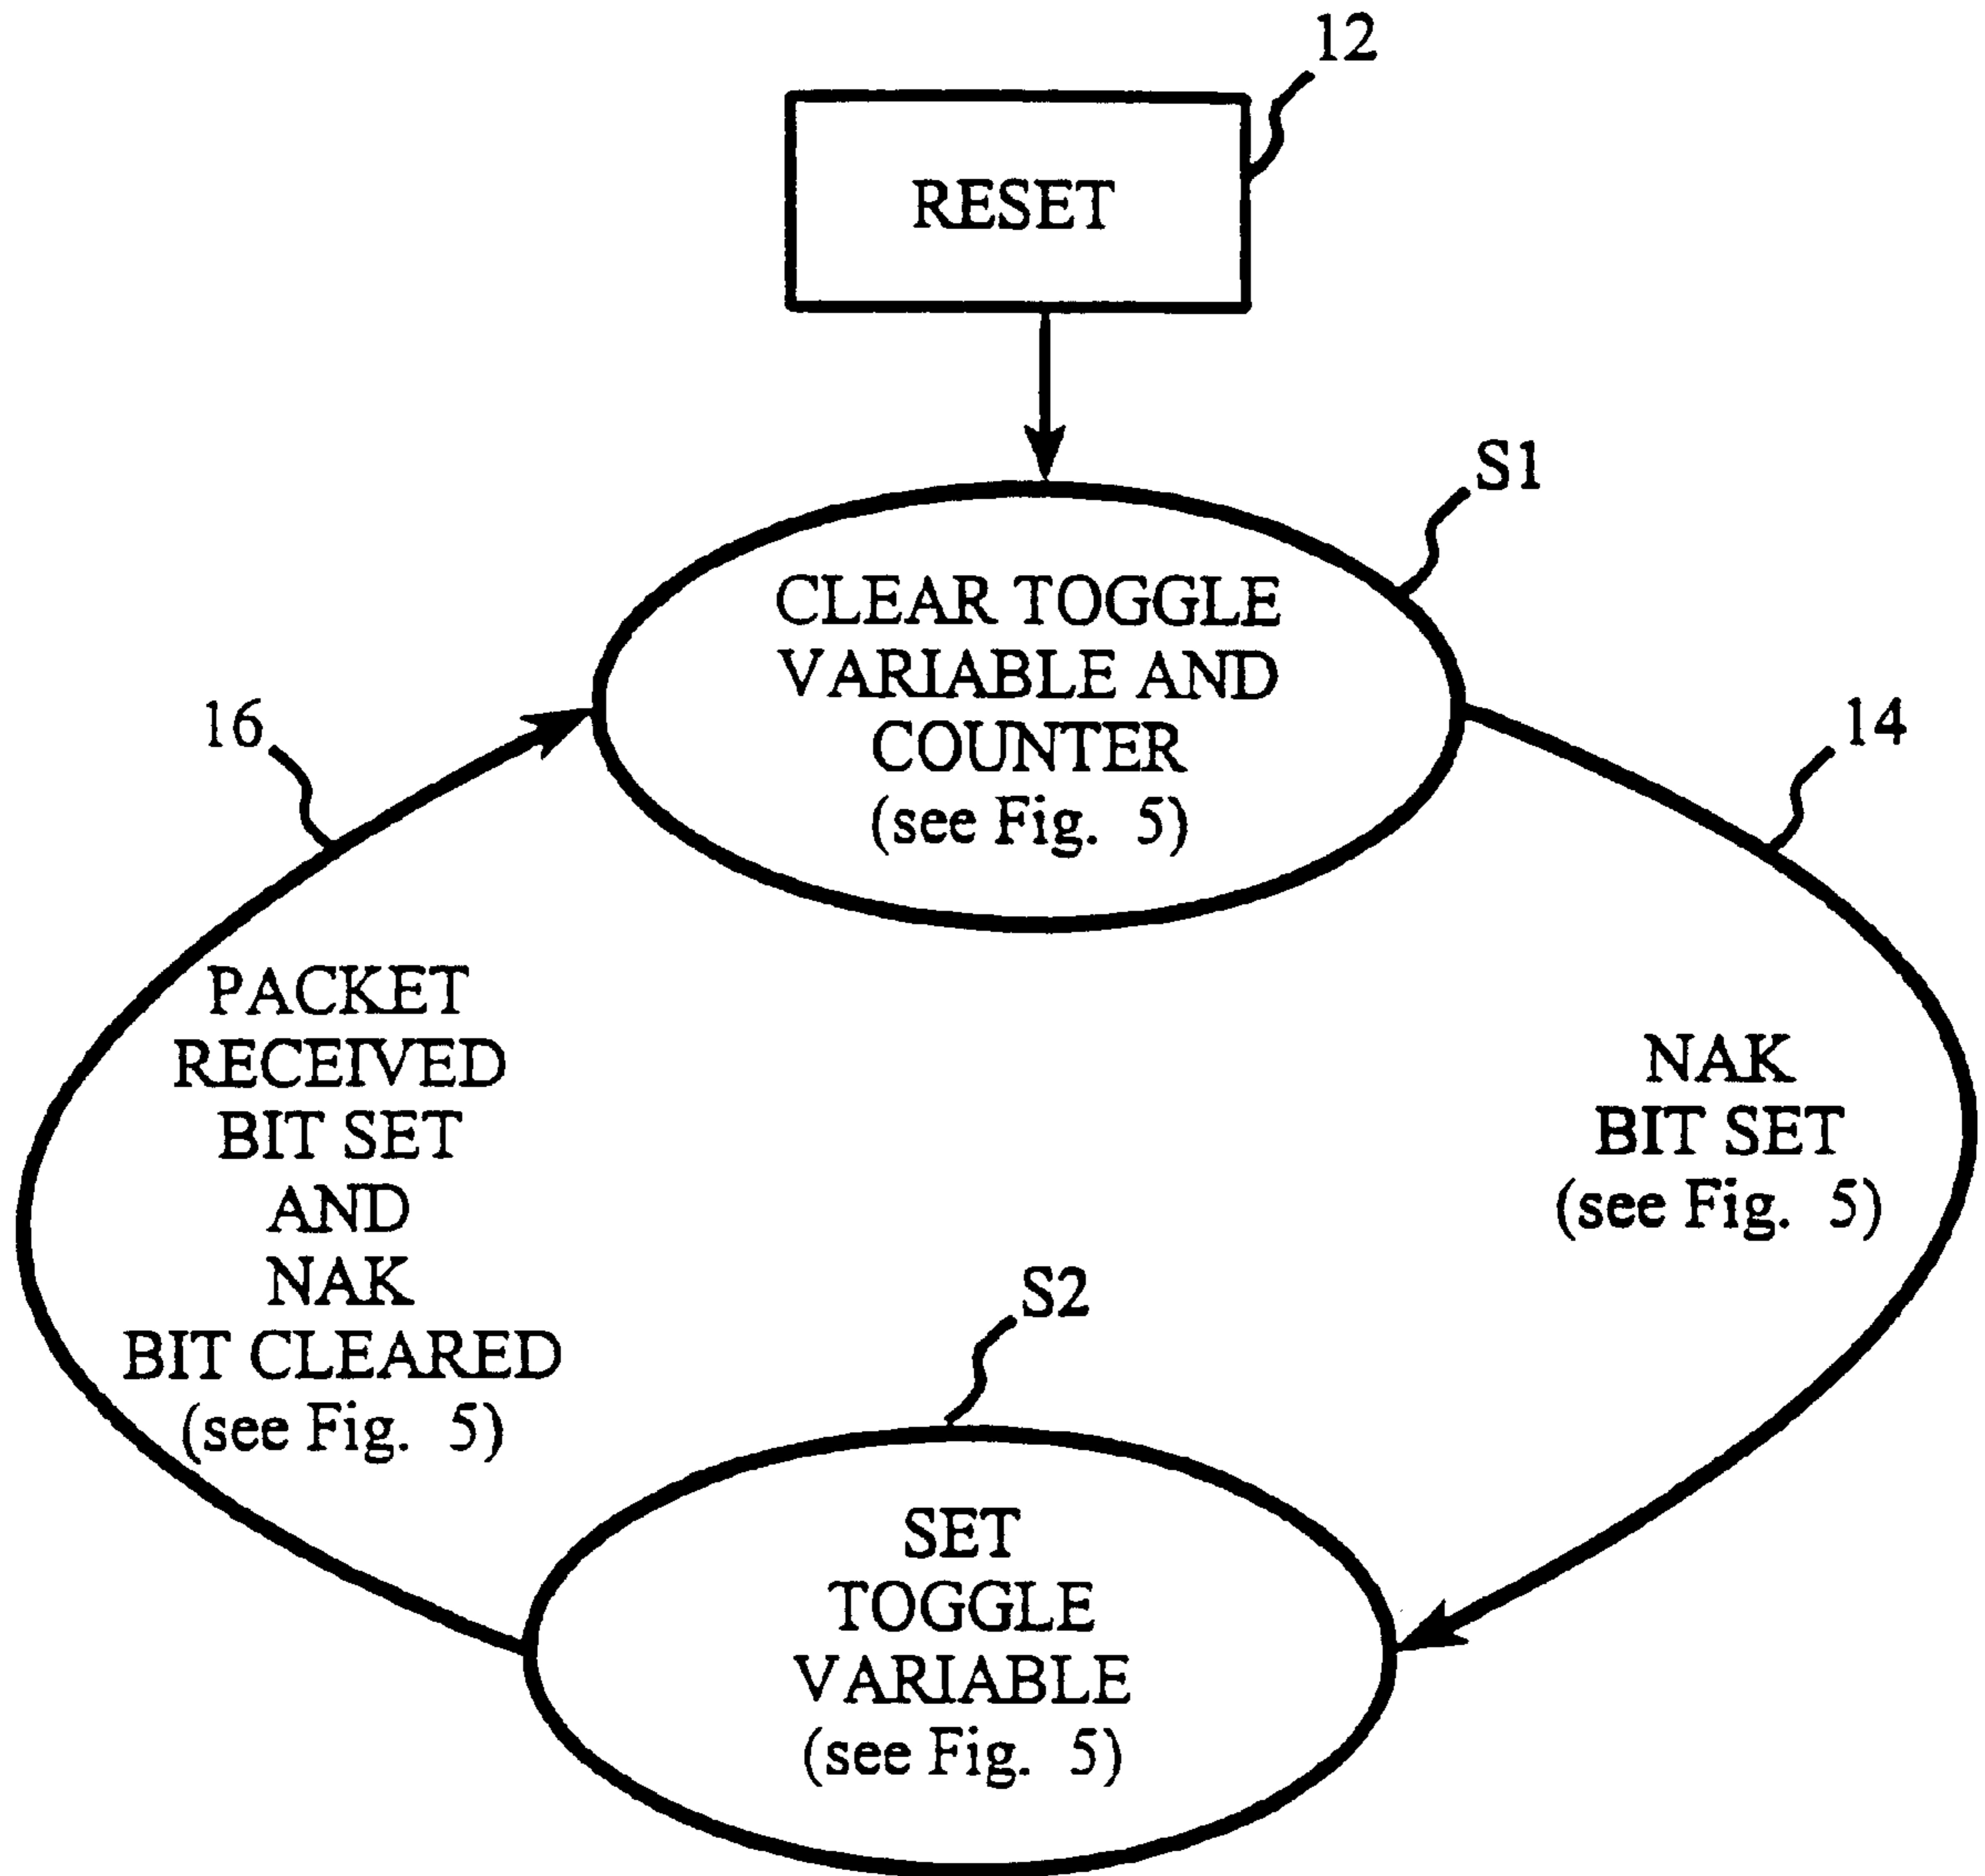 12
RESET
S1
CLEAR TOGGLE
VARIABLE AND
COUNTER
(see Fig. 5)
16
14
PACKET
RECEIVED
BIT SET
AND
NAK
BIT CLEARED
(see Fig. 5)
NAK
BIT SET
(see Fig. 5)
S2
SET
TOGGLE
VARIABLE
(see Fig. 5)